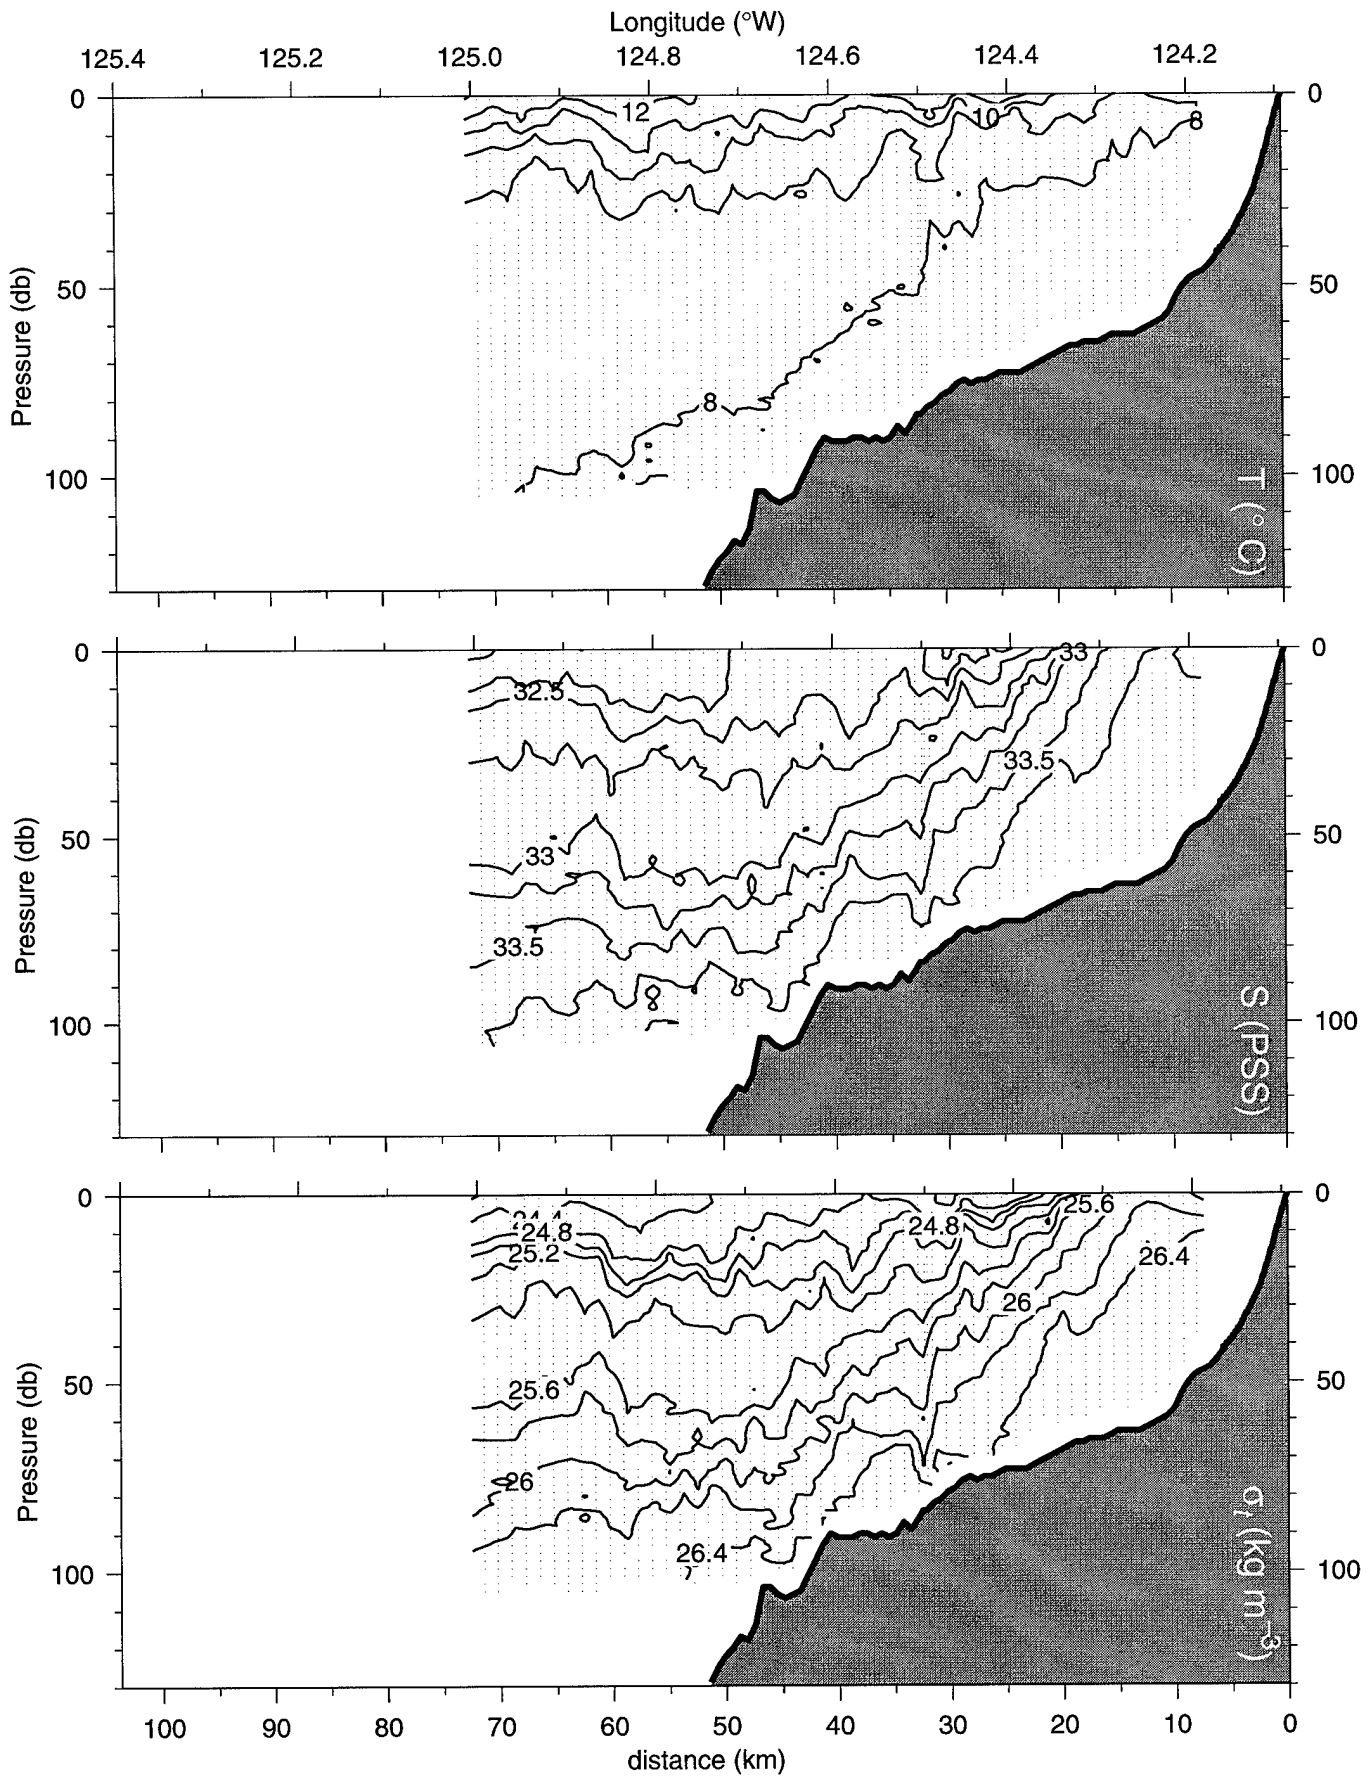 Longitude (°W)
125.4 125.2 125.0 124.8 124.6 124.4 124.2
0 12 10 8 0
Pressure (db)
50 50
8
100 100
T (° C)
0 33 0
32.5
33.5
Pressure (db)
50 50
33
33.5
100 100
S (PSS)
0 25.6 0
24.4
24.8 24.8
25.2 26.4
26
Pressure (db)
50 25.6 50
26
26.4
100 100
σt (kg m⁻³)
100 90 80 70 60 50 40 30 20 10 0
distance (km)